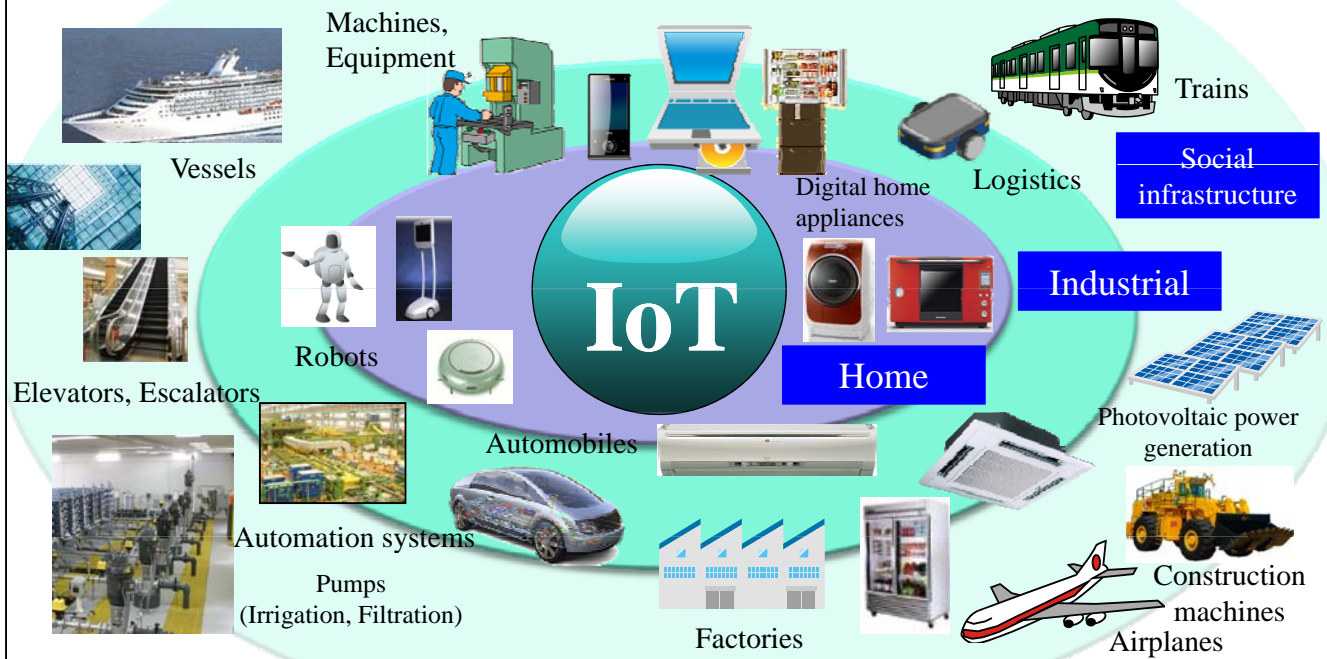 Machines,
Equipment
Trains
Vessels
Social
infrastructure
Digital home
appliances
Logistics
IoT
Industrial
Robots
Home
Elevators, Escalators
Photovoltaic power
generation
Automobiles
Automation systems
Pumps
(Irrigation, Filtration)
Construction
machines
Factories
Airplanes